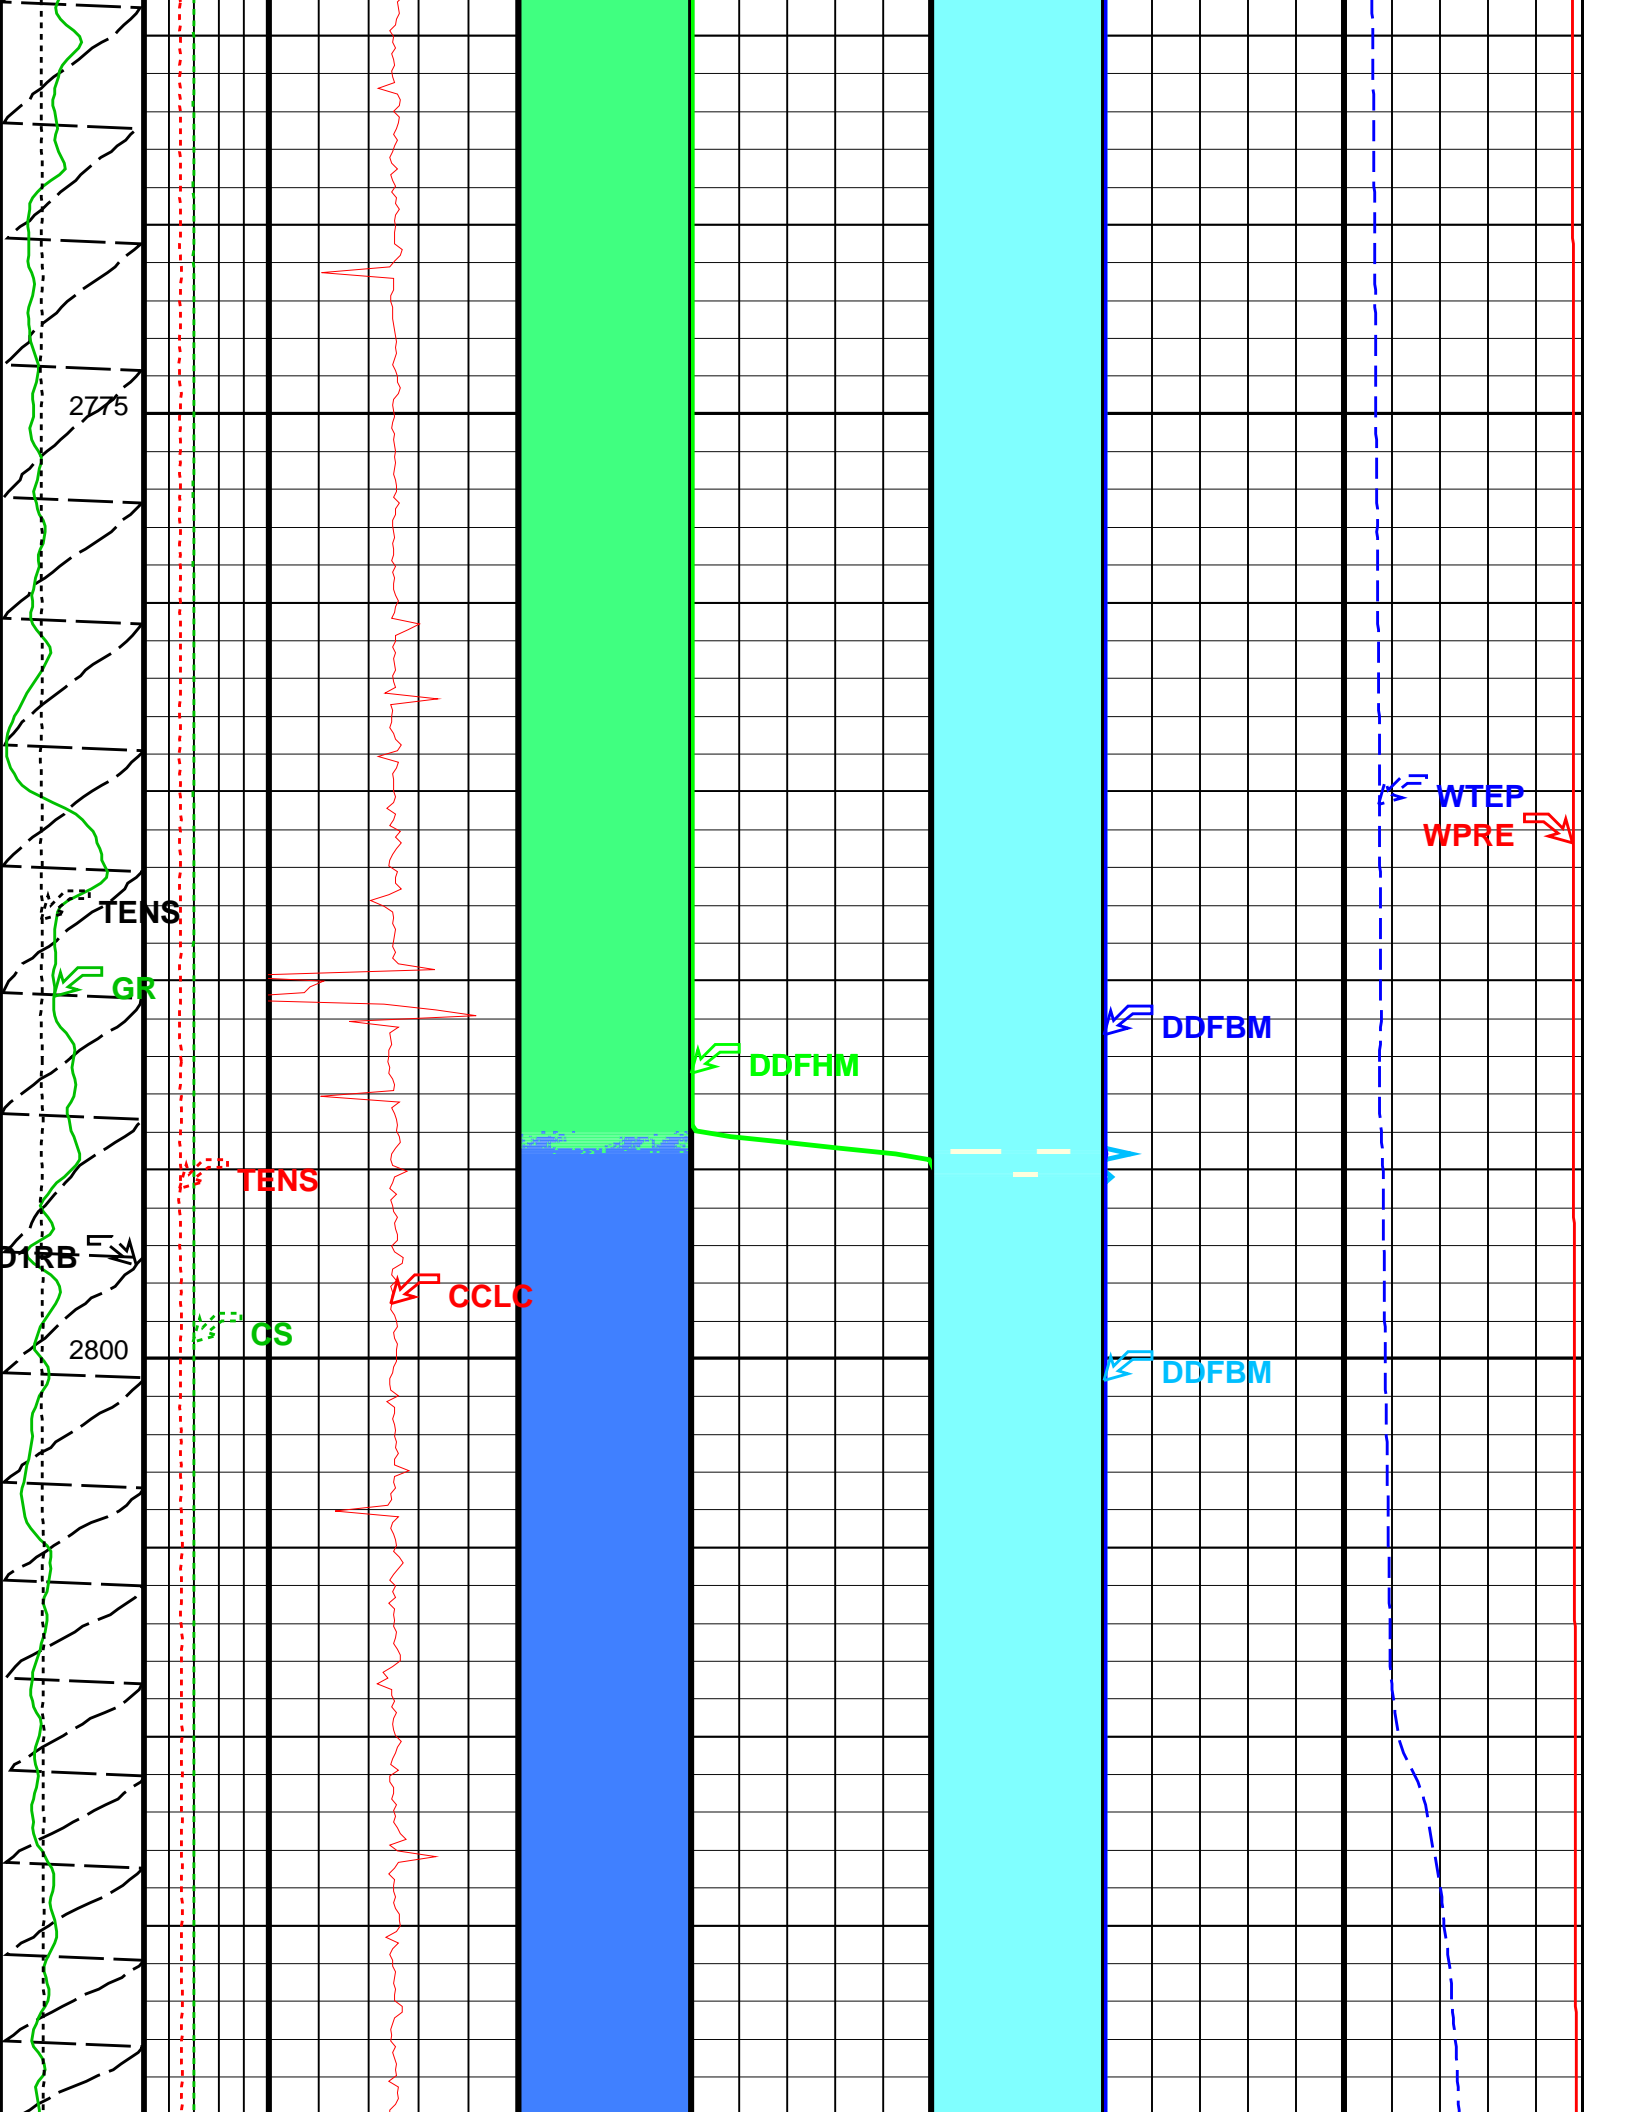 2775
WTEP
WPRE
TENS
GR
DDFBM
DDFHM
TENS
D1RB
CCLC
CS
2800
DDFBM